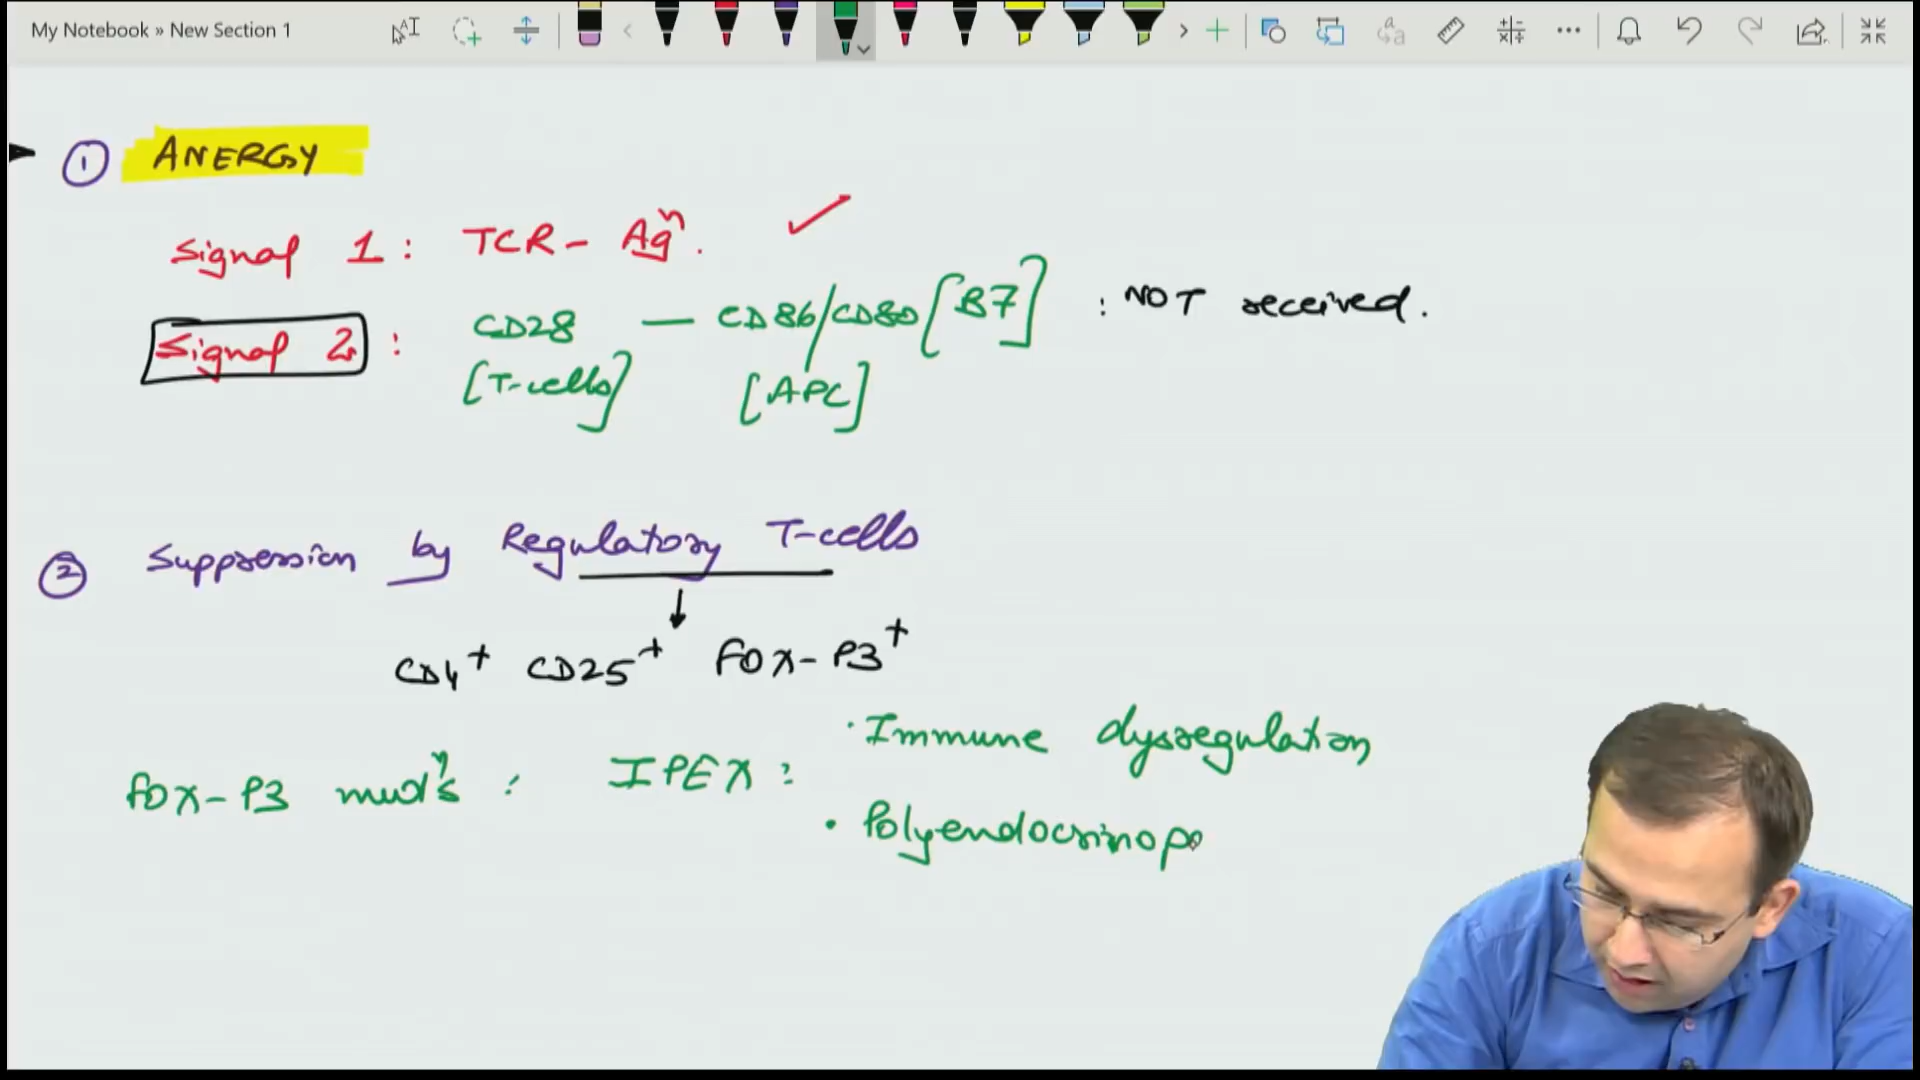 My Notebook » New Section 1
① ANERGY
Signal 1 : TCR - Agⁿ.
Signal 2 : CD28 — CD86/CD80 [B7] : NOT received.
[T-cells] [APC]
② Suppression by Regulatory T-cells
CD4⁺ CD25⁺ FOX-P3⁺
• Immune dysregulation
FOX-P3 mutⁿs : IPEX :
• Polyendocrinopa